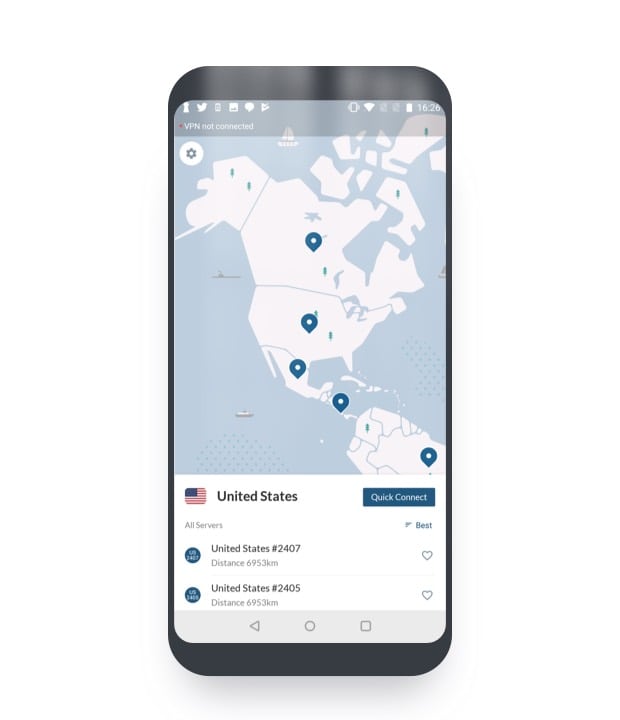 16:26
VPN not connected
United States
Quick Connect
All Servers
Best
United States #2407
US
2407
Distance 6953km
United States #2405
US
2405
Distance 6953km